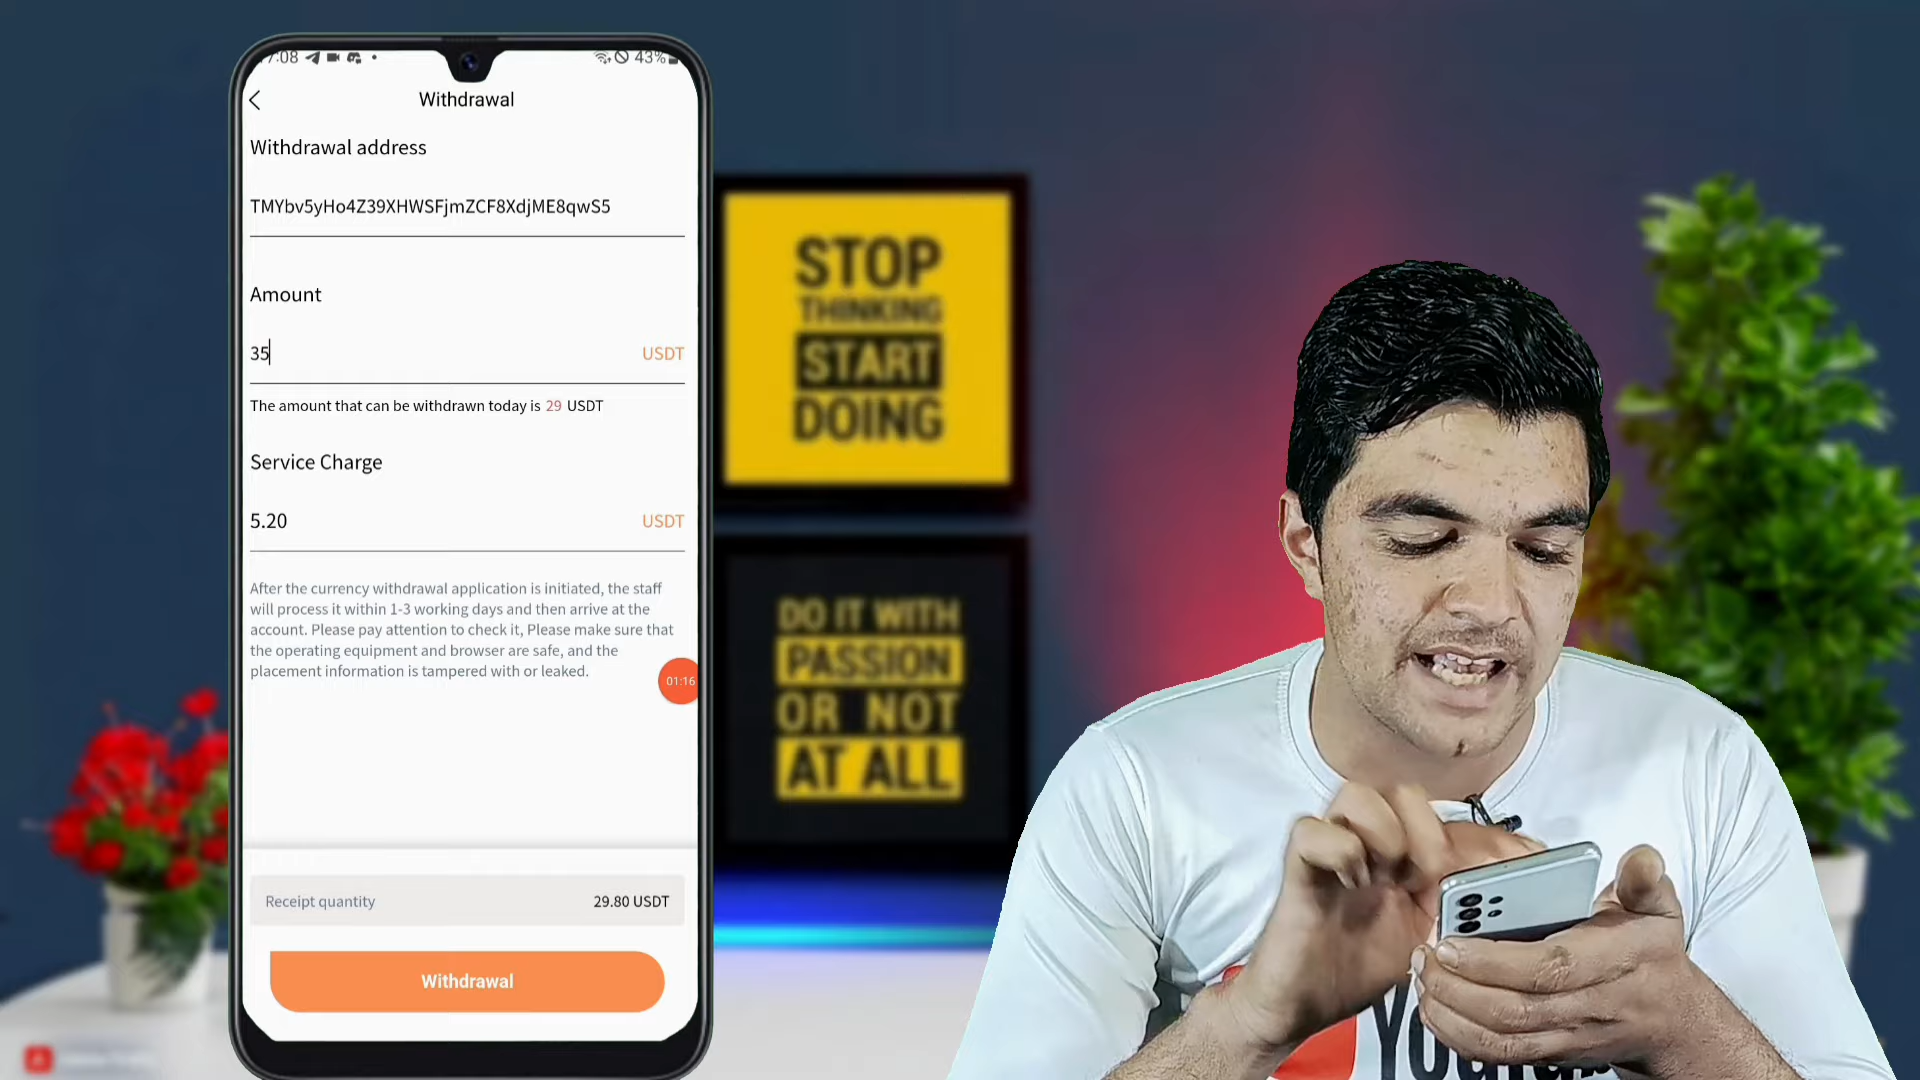 7:08
43%
Withdrawal
Withdrawal address
TMYbv5yHo4Z39XHWSFjmZCF8XdjME8qwS5
Amount
35
USDT
The amount that can be withdrawn today is 29 USDT
Service Charge
5.20
USDT
After the currency withdrawal application is initiated, the staff
will process it within 1-3 working days and then arrive at the
account. Please pay attention to check it, Please make sure that
the operating equipment and browser are safe, and the
placement information is tampered with or leaked.
01:16
Receipt quantity
29.80 USDT
Withdrawal
STOP
THINKING
START
DOING
DO IT WITH
PASSION
OR NOT
AT ALL